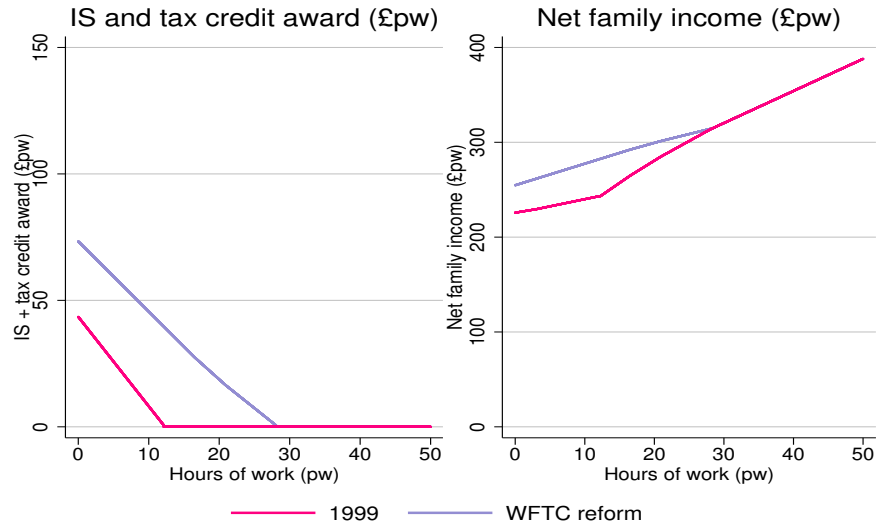 IS and tax credit award (£pw)
IS + tax credit award (£pw)
150
100
50
0
0 10 20 30 40 50
Hours of work (pw)
Net family income (£pw)
Net family income (£pw)
400
300
200
100
0
0 10 20 30 40 50
Hours of work (pw)
1999 WFTC reform